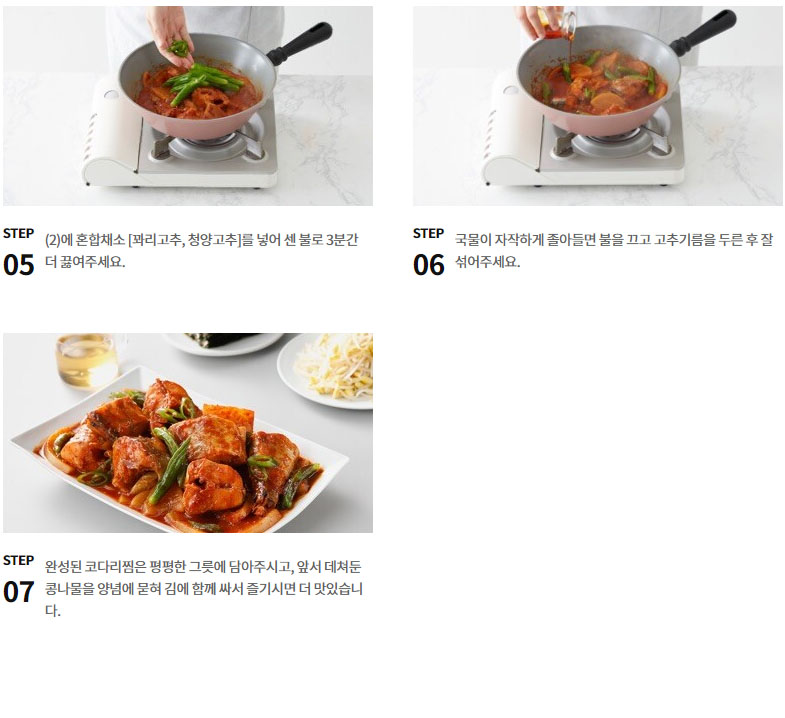 STEP
05
(2)에 혼합채소 [꽈리고추, 청양고추]를 넣어 센 불로 3분간
더 끓여주세요.
STEP
06
국물이 자작하게 졸아들면 불을 끄고 고추기름을 두른 후 잘
섞어주세요.
STEP
07
완성된 코다리찜은 평평한 그릇에 담아주시고, 앞서 데쳐둔
콩나물을 양념에 묻혀 김에 함께 싸서 즐기시면 더 맛있습니
다.